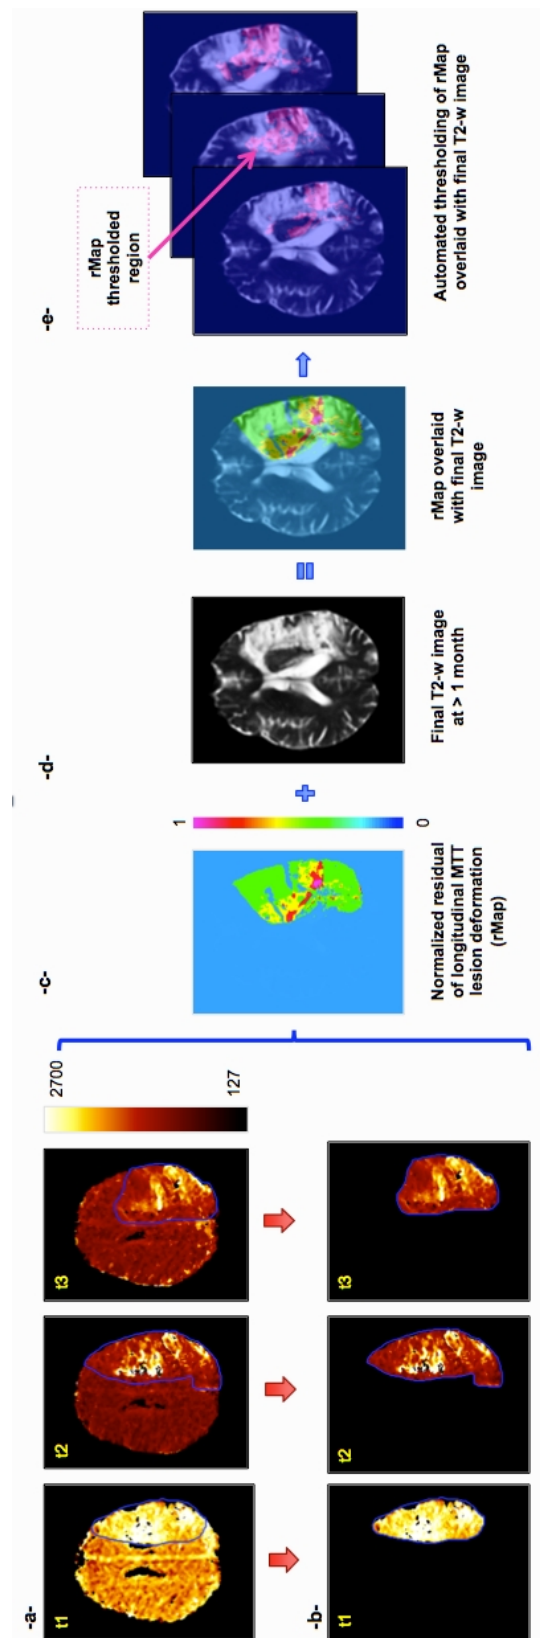 -a-
t1
t2
t3
2700
127
-b-
t1
t2
t3
-c-
1
0
Normalized residual
of longitudinal MTT
lesion deformation
(rMap)
-d-
Final T2-w image
at > 1 month
rMap overlaid
with final T2-w
image
-e-
rMap
thresholded
region
Automated thresholding of rMap
overlaid with final T2-w image